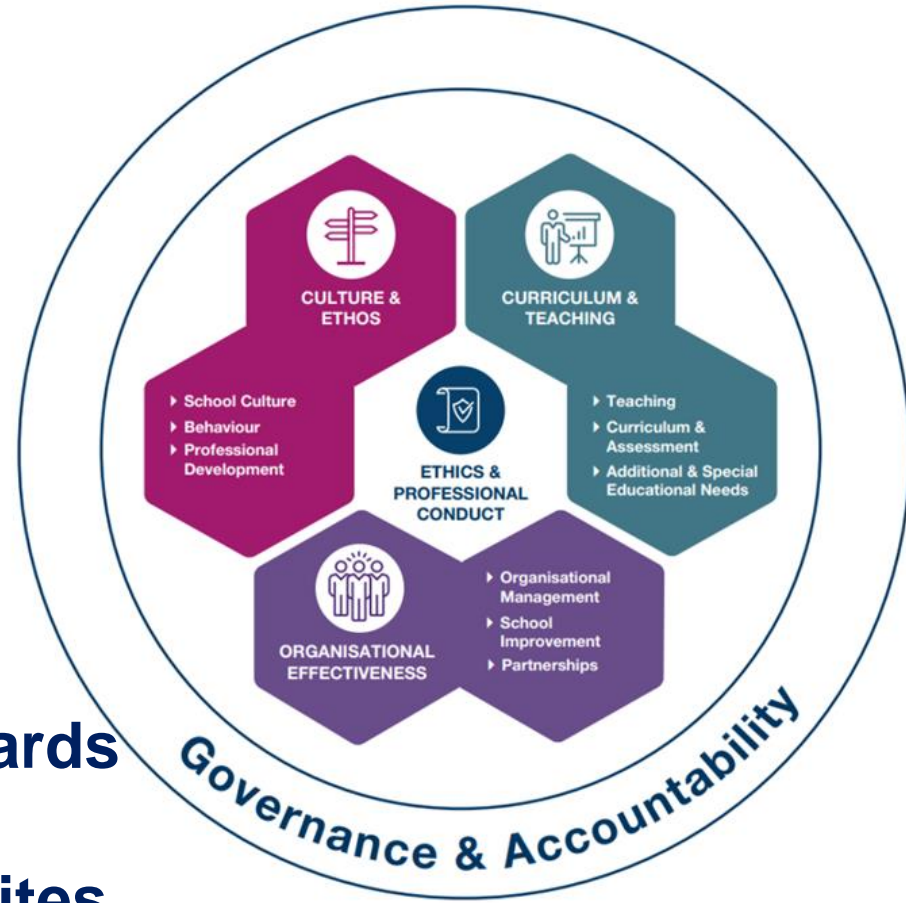 CULTURE &
ETHOS
School Culture
Behaviour
Professional
Development
CURRICULUM &
TEACHING
Teaching
Curriculum &
Assessment
Additional & Special
Educational Needs
ETHICS &
PROFESSIONAL
CONDUCT
ORGANISATIONAL
EFFECTIVENESS
Organisational
Management
School
Improvement
Partnerships
Governance & Accountability
ards
ites